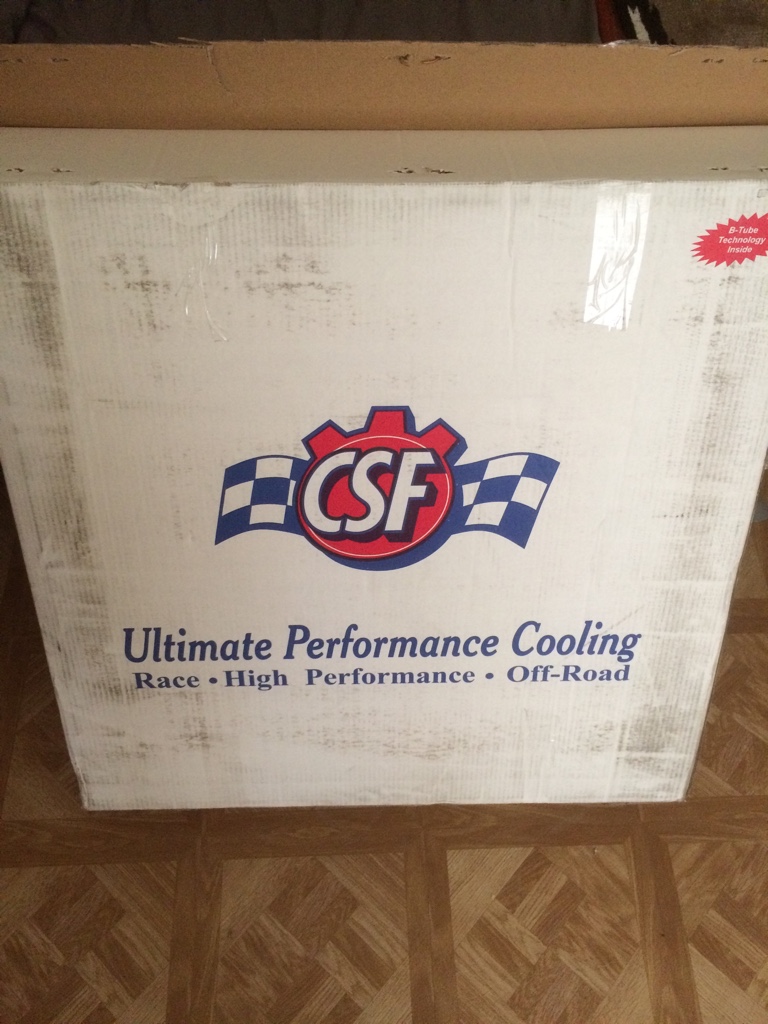 B-Tube
Technology
Inside
CSF
Ultimate Performance Cooling
Race • High Performance • Off-Road